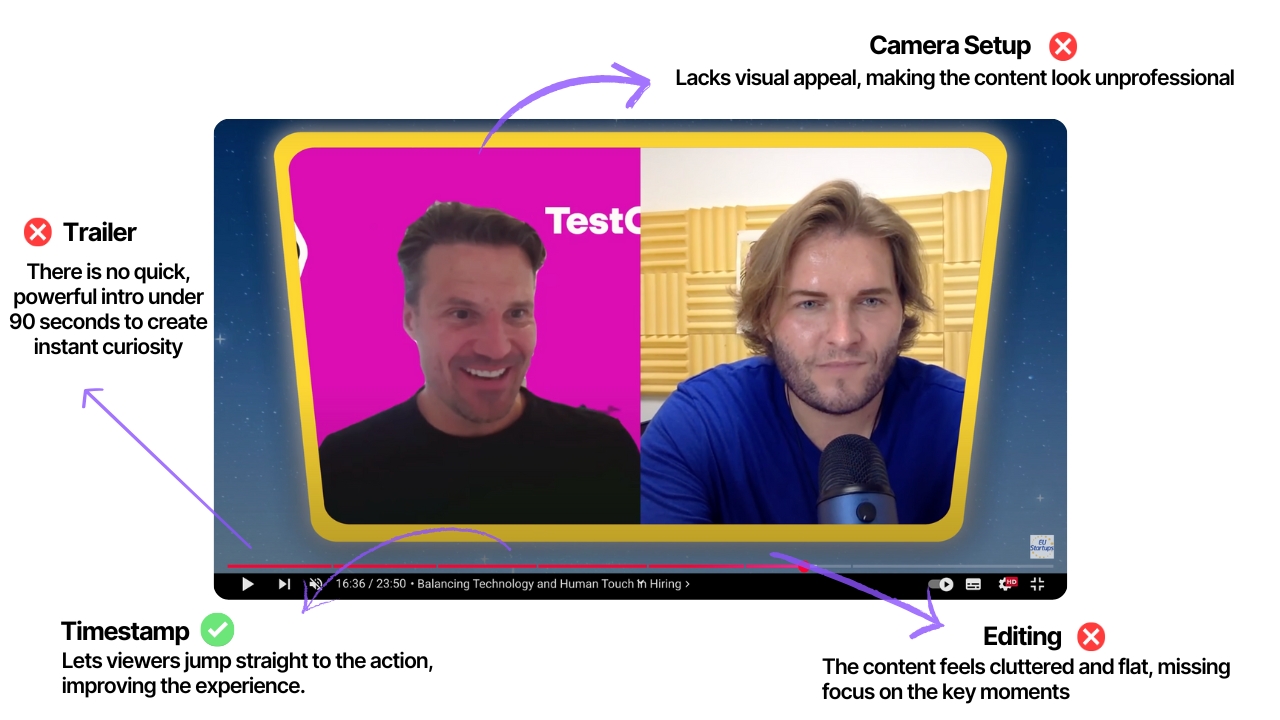 Camera Setup
Lacks visual appeal, making the content look unprofessional
Trailer
There is no quick,
powerful intro under
90 seconds to create
instant curiosity
TestG
EU
Startups
16:36 / 23:50 • Balancing Technology and Human Touch in Hiring >
HD
Timestamp
Lets viewers jump straight to the action,
improving the experience.
Editing
The content feels cluttered and flat, missing
focus on the key moments